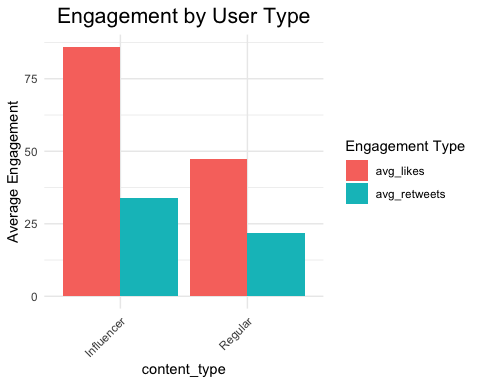 Engagement by User Type
Average Engagement
75
50
25
0
Influencer
Regular
content_type
Engagement Type
avg_likes
avg_retweets